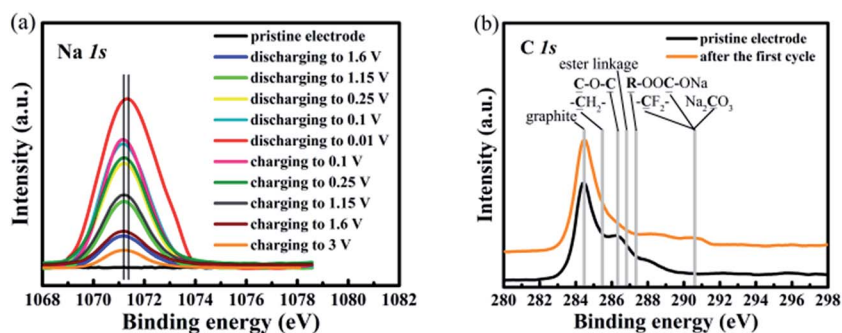 (a)
Na 1s
pristine electrode
discharging to 1.6 V
discharging to 1.15 V
discharging to 0.25 V
discharging to 0.1 V
discharging to 0.01 V
charging to 0.1 V
charging to 0.25 V
charging to 1.15 V
charging to 1.6 V
charging to 3 V
Intensity (a.u.)
1068 1070 1072 1074 1076 1078 1080 1082
Binding energy (eV)
(b)
C 1s
pristine electrode
after the first cycle
ester linkage
C-O-C R-OOC-ONa
-CH2- -CF2- Na2CO3
graphite
Intensity (a.u.)
280 282 284 286 288 290 292 294 296 298
Binding energy (eV)